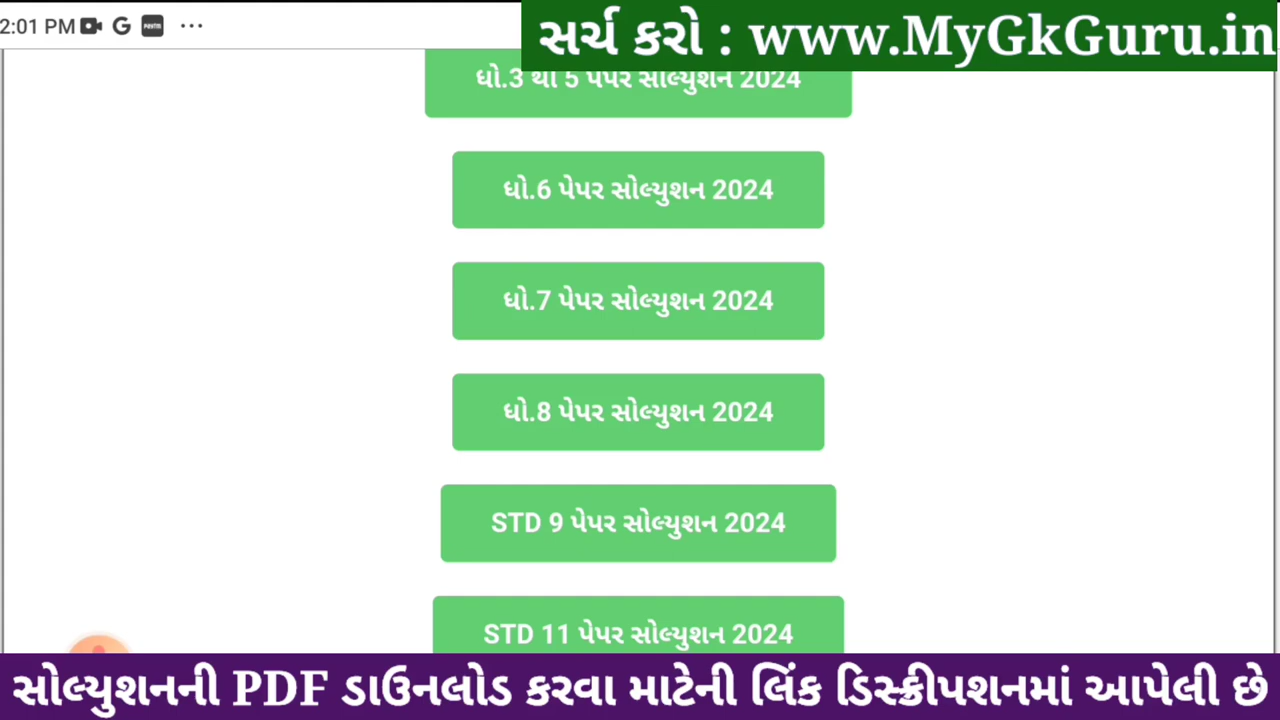 2:01 PM G PAYTM ...
સર્ચ કરો : www.MyGkGuru.in
ધો.3 થી 5 પેપર સોલ્યુશન 2024
ધો.6 પેપર સોલ્યુશન 2024
ધો.7 પેપર સોલ્યુશન 2024
ધો.8 પેપર સોલ્યુશન 2024
STD 9 પેપર સોલ્યુશન 2024
STD 11 પેપર સોલ્યુશન 2024
સોલ્યુશનની PDF ડાઉનલોડ કરવા માટેની લિંક ડિસ્ક્રીપશનમાં આપેલી છે